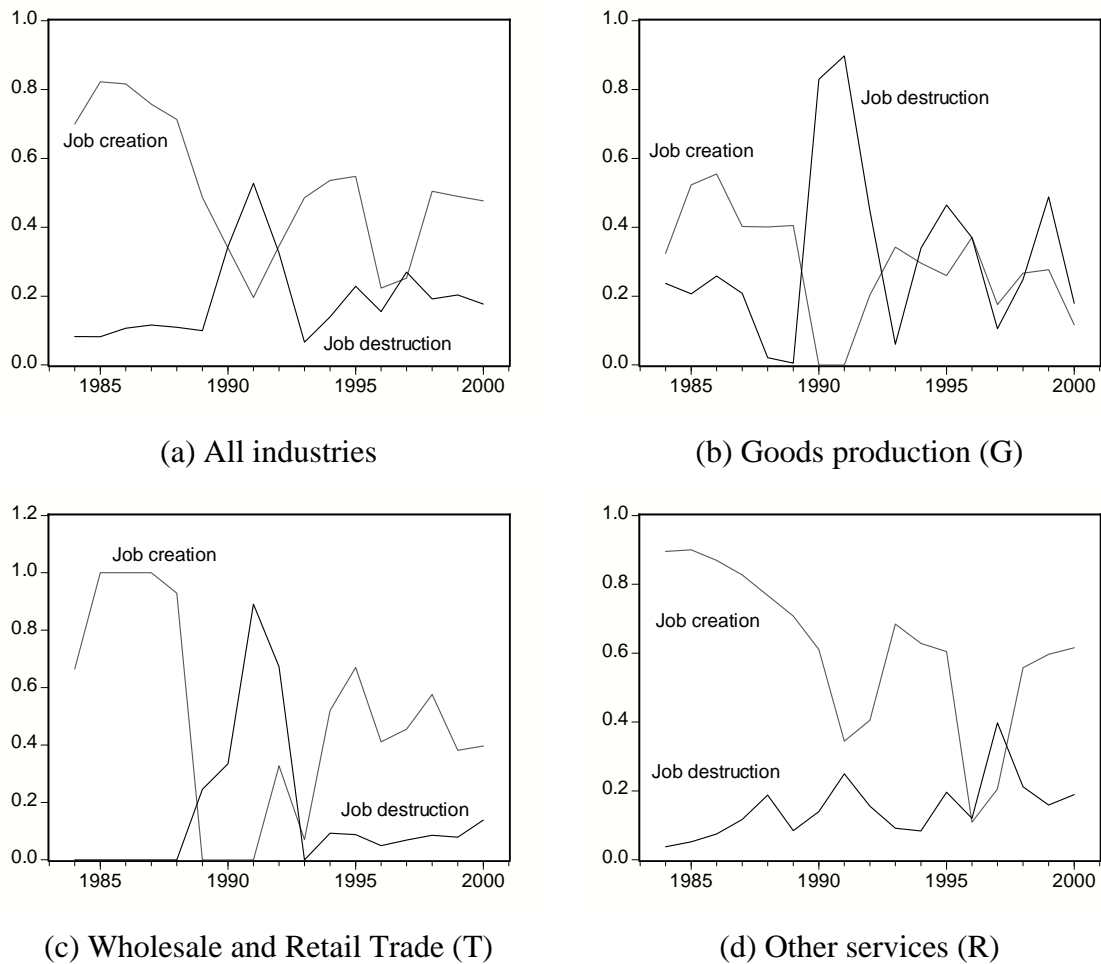 1.0
0.8
0.6
0.4
0.2
0.0
Job creation
Job destruction
1985 1990 1995 2000
(a) All industries
1.0
0.8
0.6
0.4
0.2
0.0
Job destruction
Job creation
1985 1990 1995 2000
(b) Goods production (G)
1.2
1.0
0.8
0.6
0.4
0.2
0.0
Job creation
Job destruction
1985 1990 1995 2000
(c) Wholesale and Retail Trade (T)
1.0
0.8
0.6
0.4
0.2
0.0
Job creation
Job destruction
1985 1990 1995 2000
(d) Other services (R)